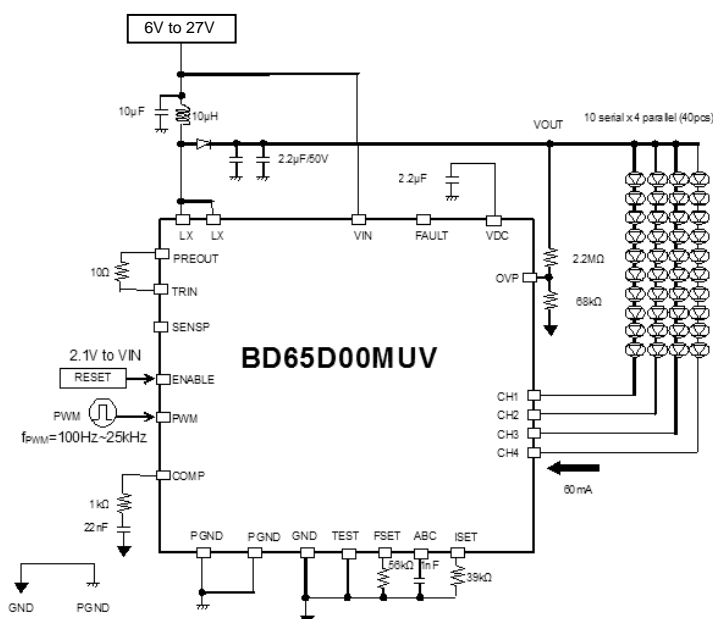 6V to 27V
10μF
10μH
VOUT
10 serial x 4 parallel (40pcs)
2.2μF/50V
2.2μF
LX
LX
VIN
FAULT
VDC
PREOUT
10Ω
TRIN
OVP
2.2MΩ
68kΩ
SENSP
BD65D00MUV
2.1V to VIN
RESET
ENABLE
PWM
PWM
fPWM=100Hz~25kHz
CH1
CH2
CH3
CH4
60mA
COMP
1kΩ
22nF
PGND
PGND
GND
TEST
FSET
ABC
ISET
56kΩ
1nF
39kΩ
GND
PGND